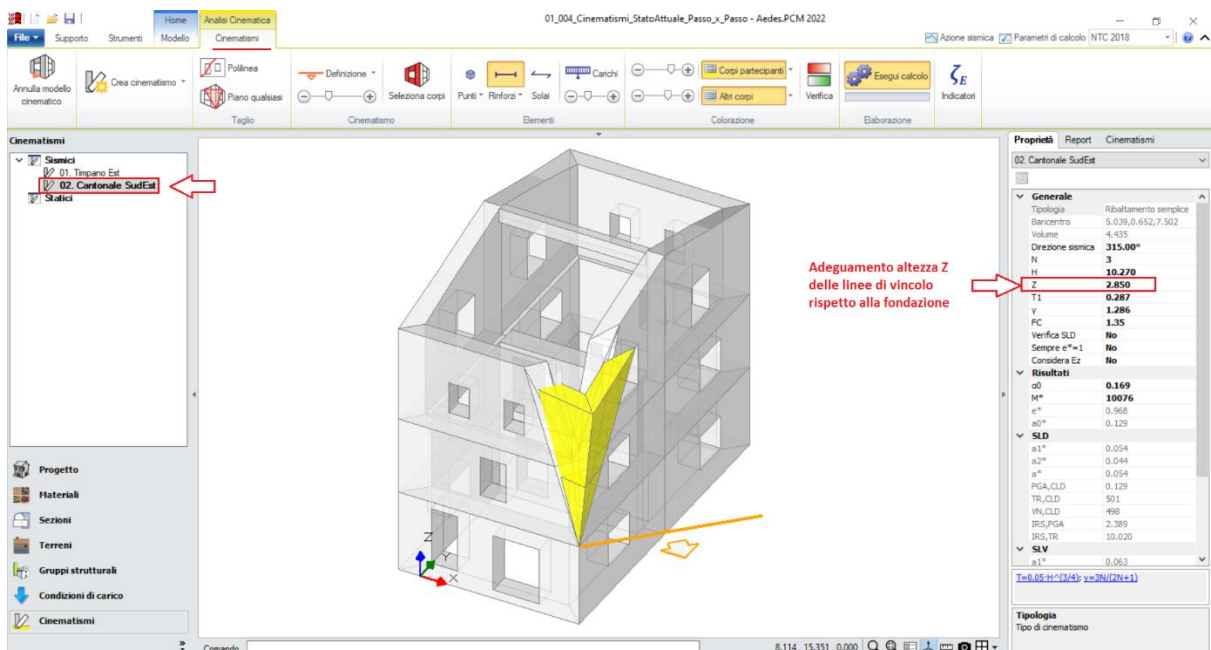 01_004_Cinematismi_StatoAttuale_Passo_x_Passo - Aedes.PCM 2022
Home
Analisi Cinematica
File
Supporto
Strumenti
Modello
Cinematismi
Azione sismica
Parametri di calcolo
NTC 2018
Annulla modello
cinematico
Crea cinematismo
Polilinea
Piano qualsiasi
Taglio
Definizione
Seleziona corpi
Cinematismo
Punti
Rinforzi
Solai
Carichi
Elementi
Corpi partecipanti
Altri corpi
Colorazione
Verifica
Esegui calcolo
Elaborazione
ζE
Indicatori
Cinematismi
Sismici
01. Timpano Est
02. Cantonale SudEst
Statici
Progetto
Materiali
Sezioni
Terreni
Gruppi strutturali
Condizioni di carico
Cinematismi
Z
Y
X
Adeguamento altezza Z
delle linee di vincolo
rispetto alla fondazione
Comando
8.114 15.351 0.000
Proprietà Report Cinematismi
02. Cantonale SudEst
Generale
Tipologia Ribaltamento semplice
Baricentro 5.039,0.652,7.502
Volume 4.435
Direzione sismica 315.00°
N 3
H 10.270
Z 2.850
T1 0.287
γ 1.286
FC 1.35
Verifica SLD No
Sempre e*=1 No
Considera Ez No
Risultati
α0 0.169
M* 10076
e* 0.968
a0* 0.129
SLD
a1* 0.054
a2* 0.044
a* 0.054
PGA,CLD 0.129
TR,CLD 501
VN,CLD 498
IRS,PGA 2.389
IRS,TR 10.020
SLV
a1* 0.063
T=0.05·H^(3/4); γ=3N/(2N+1)
Tipologia
Tipo di cinematismo